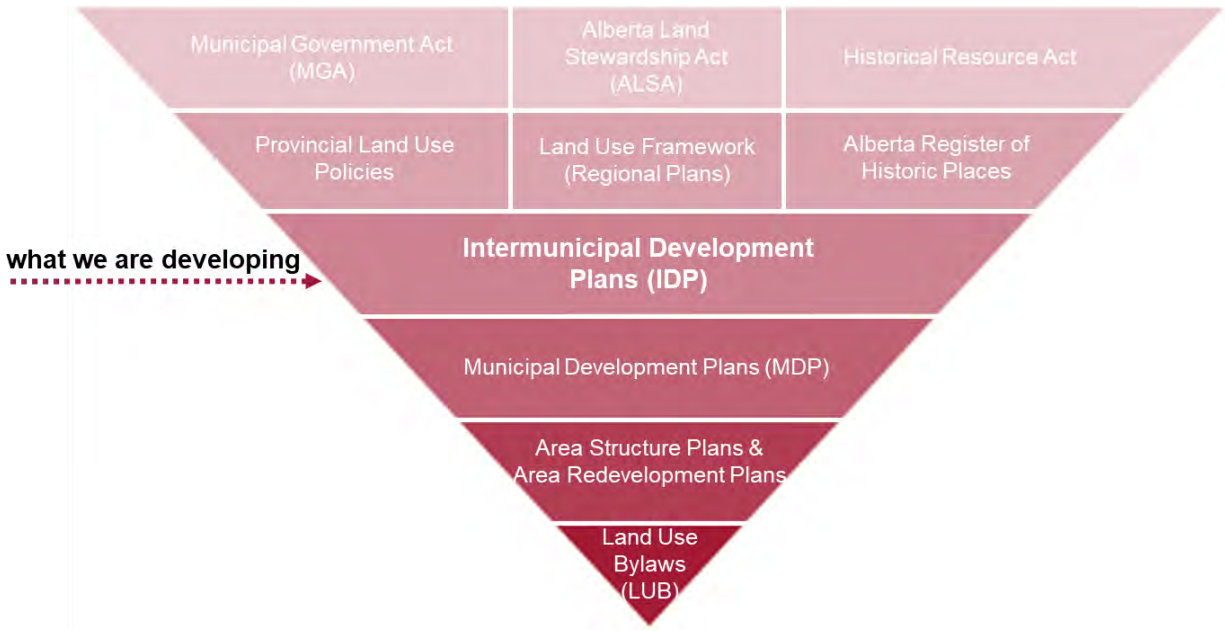 Municipal Government Act
(MGA)
Alberta Land
Stewardship Act
(ALSA)
Historical Resource Act
Provincial Land Use
Policies
Land Use Framework
(Regional Plans)
Alberta Register of
Historic Places
what we are developing
Intermunicipal Development
Plans (IDP)
Municipal Development Plans (MDP)
Area Structure Plans &
Area Redevelopment Plans
Land Use
Bylaws
(LUB)